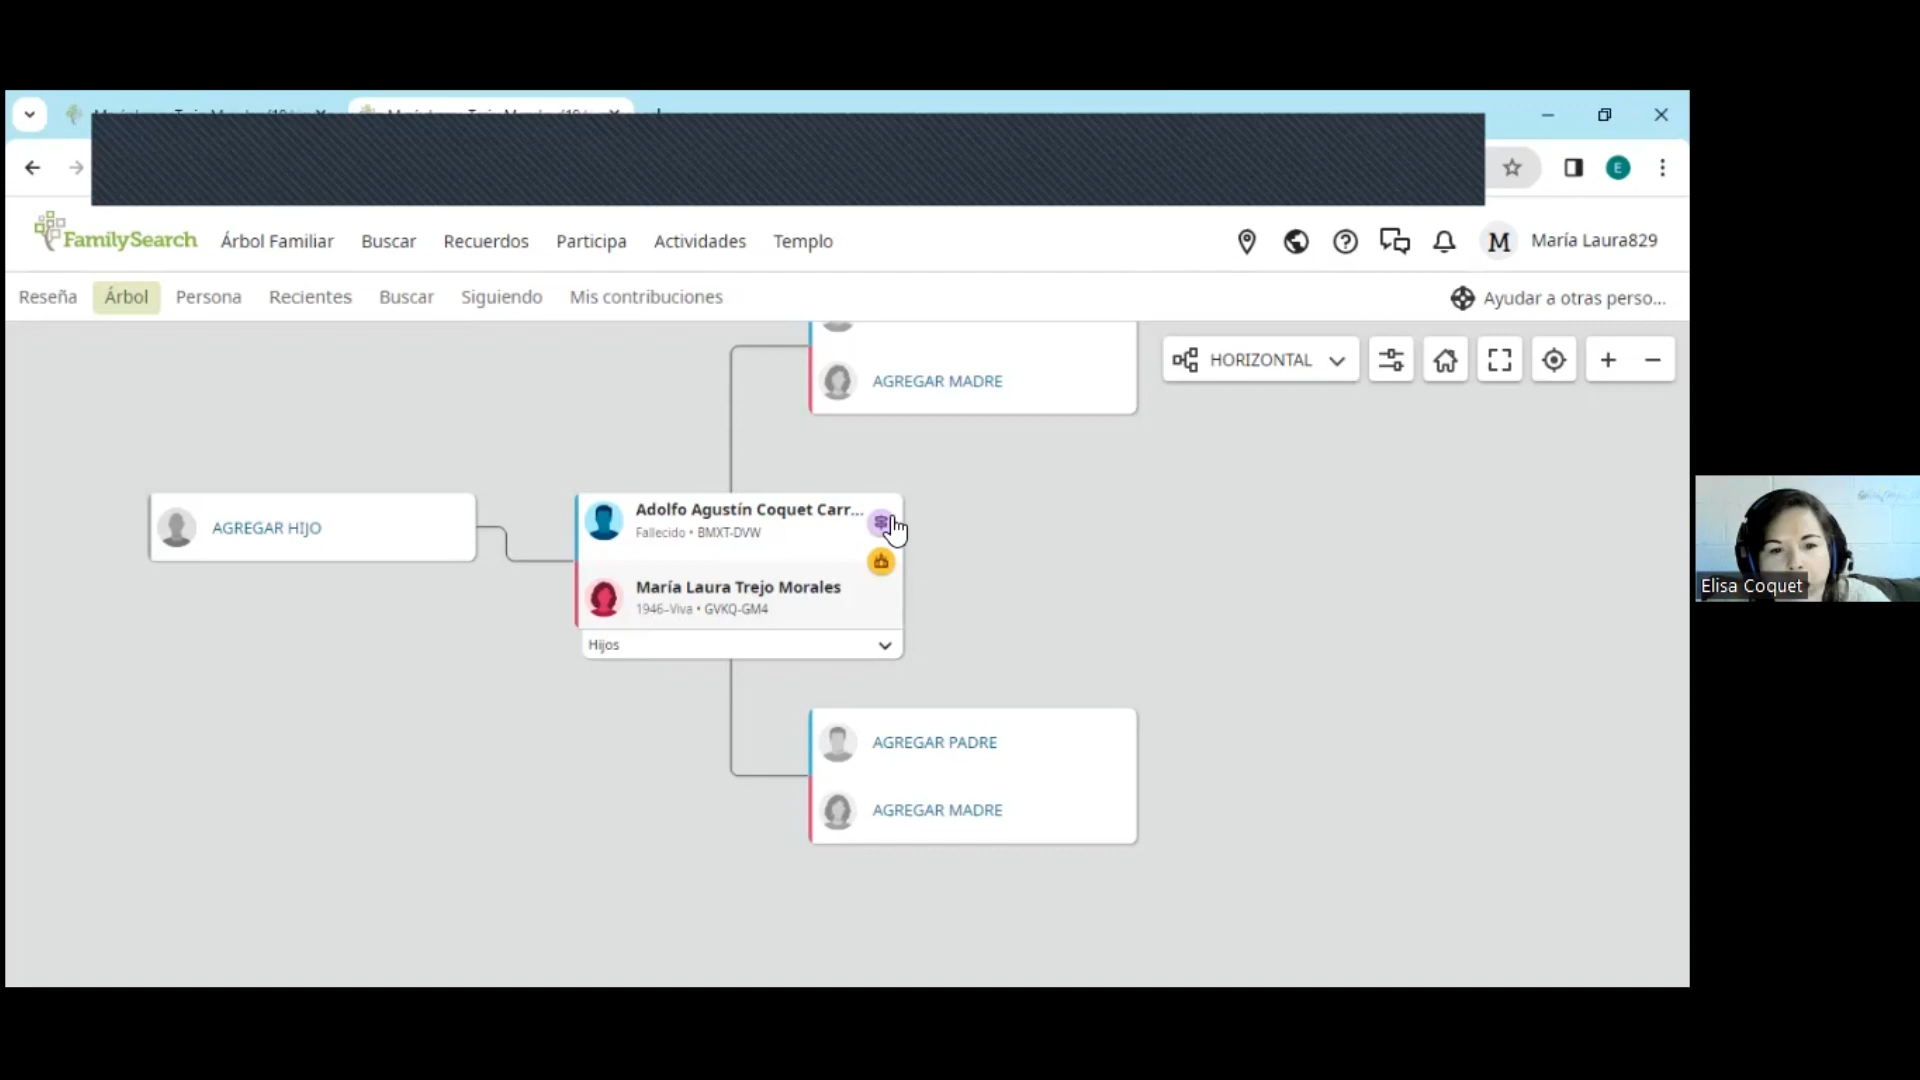 E
FamilySearch
Árbol Familiar
Buscar
Recuerdos
Participa
Actividades
Templo
M
María Laura829
Reseña
Árbol
Persona
Recientes
Buscar
Siguiendo
Mis contribuciones
Ayudar a otras perso...
HORIZONTAL
AGREGAR MADRE
AGREGAR HIJO
Adolfo Agustín Coquet Carr...
Fallecido • BMXT-DVW
María Laura Trejo Morales
1946–Viva • GVKQ-GM4
Hijos
AGREGAR PADRE
AGREGAR MADRE
Elisa Coquet